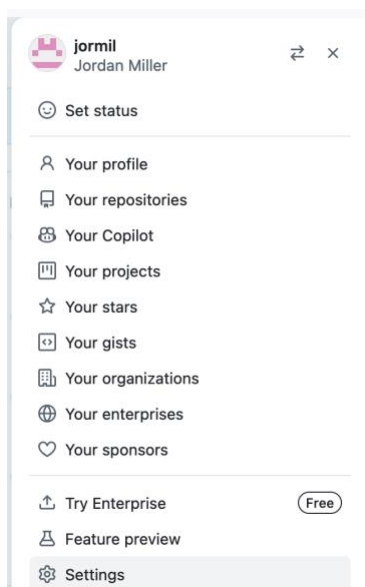 jormil
Jordan Miller
Set status
Your profile
Your repositories
Your Copilot
Your projects
Your stars
Your gists
Your organizations
Your enterprises
Your sponsors
Try Enterprise Free
Feature preview
Settings